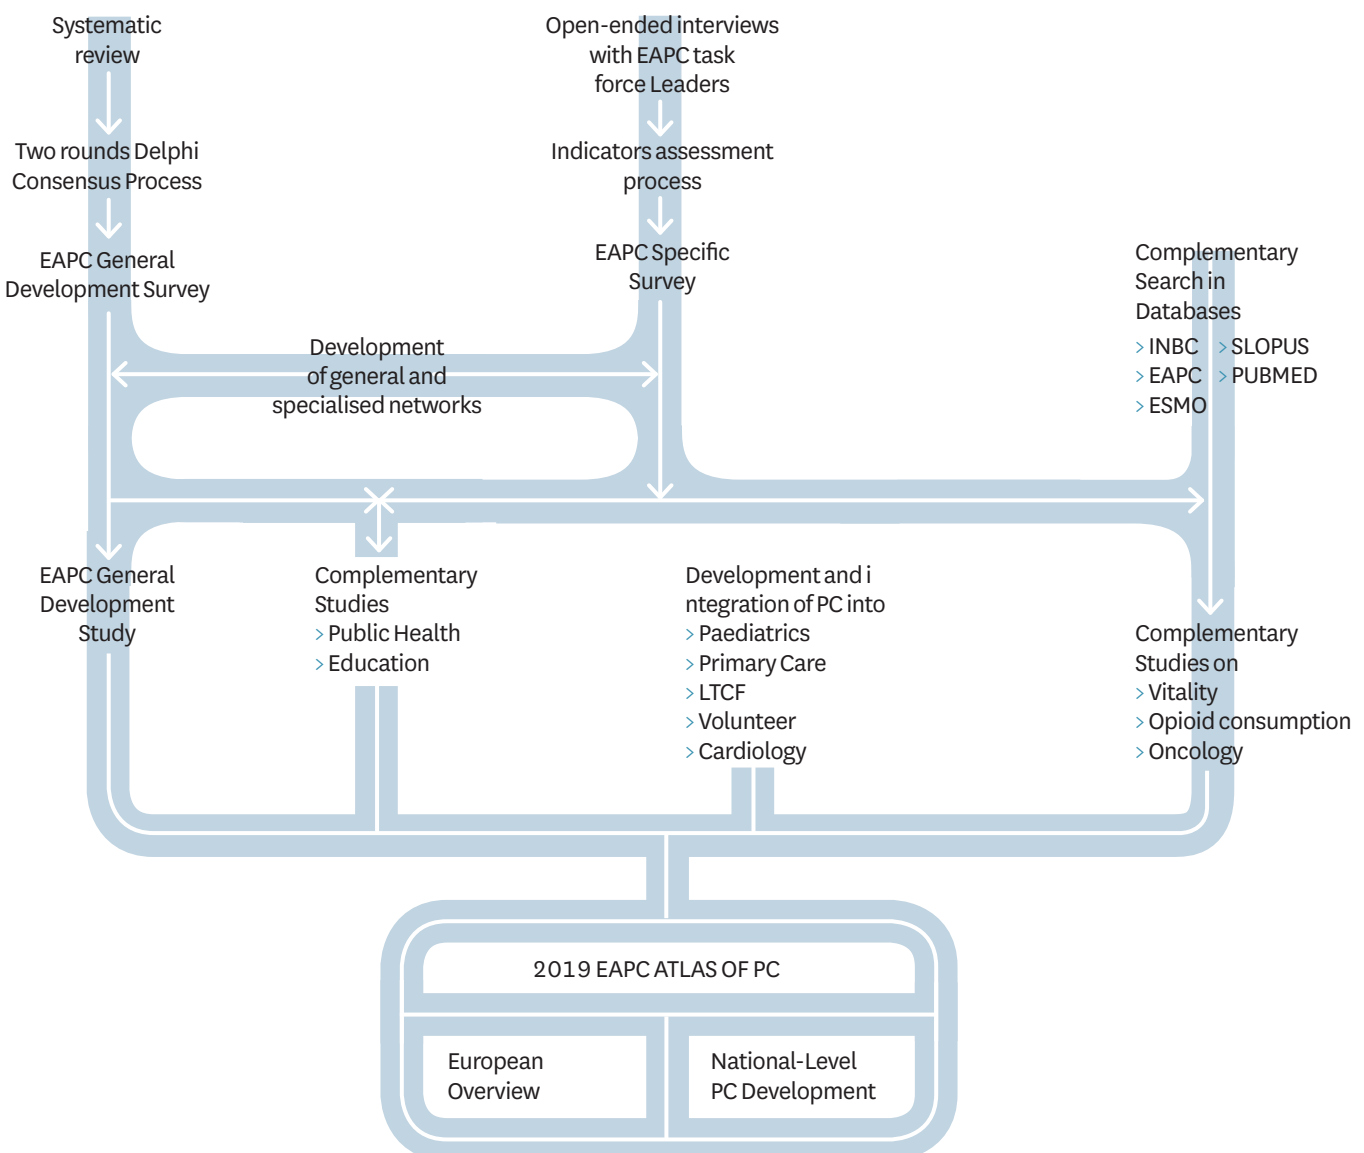 Systematic
review
Open-ended interviews
with EAPC task
force Leaders
Two rounds Delphi
Consensus Process
Indicators assessment
process
EAPC General
Development Survey
EAPC Specific
Survey
Complementary
Search in
Databases
> INBC > SLOPUS
> EAPC > PUBMED
> ESMO
Development
of general and
specialised networks
EAPC General
Development
Study
Complementary
Studies
> Public Health
> Education
Development and i
ntegration of PC into
> Paediatrics
> Primary Care
> LTCF
> Volunteer
> Cardiology
Complementary
Studies on
> Vitality
> Opioid consumption
> Oncology
2019 EAPC ATLAS OF PC
European
Overview
National-Level
PC Development